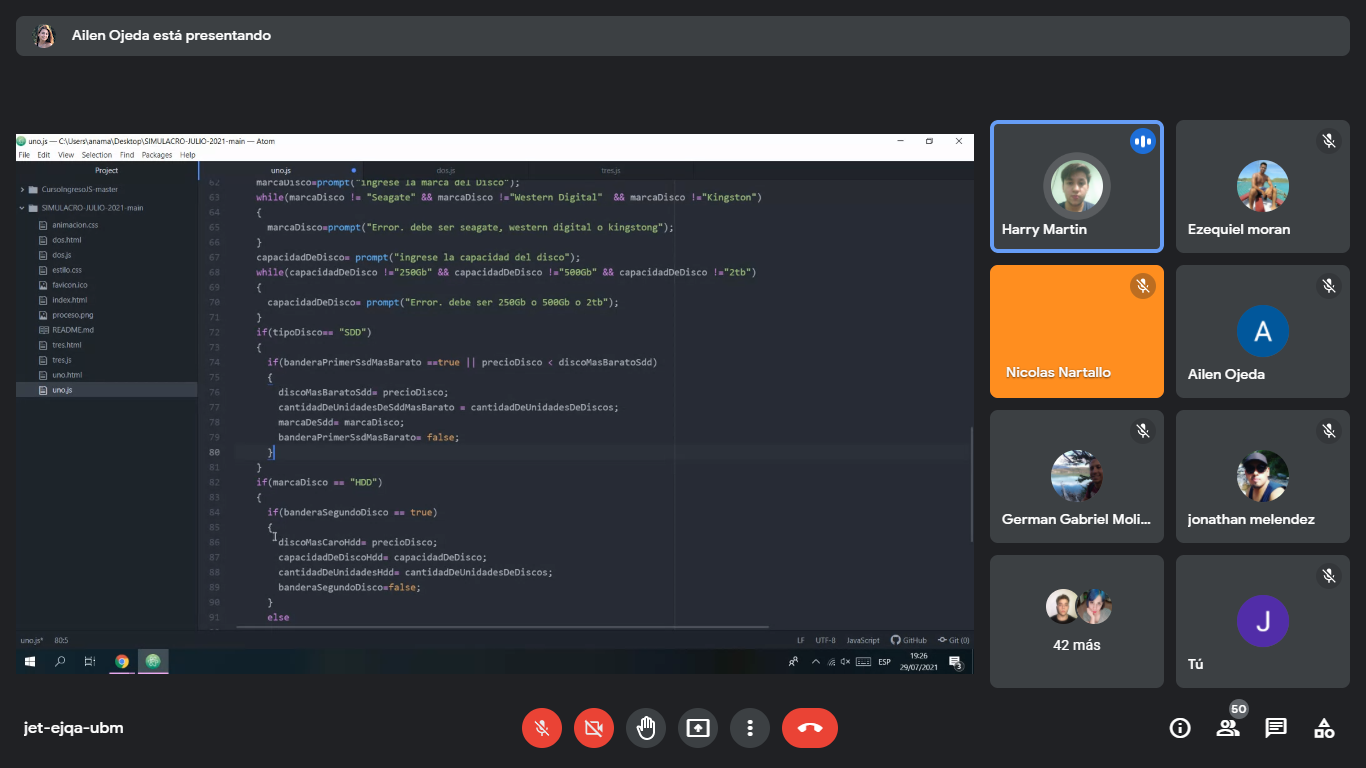 Ailen Ojeda está presentando
uno.js — C:\Users\anama\Desktop\SIMULACRO-JULIO-2021-main — Atom
File Edit View Selection Find Packages Help
Project
uno.js
dos.js
tres.js
CursoIngresoJS-master
SIMULACRO-JULIO-2021-main
animacion.css
dos.html
dos.js
estilo.css
favicon.ico
index.html
proceso.png
README.md
tres.html
tres.js
uno.html
uno.js
62 marcaDisco=prompt("ingrese la marca del Disco");
63 while(marcaDisco != "Seagate" && marcaDisco !="Western Digital"  && marcaDisco !="Kingston")
64 {
65 marcaDisco=prompt("Error. debe ser seagate, western digital o kingstong");
66 }
67 capacidadDeDisco= prompt("ingrese la capacidad del disco");
68 while(capacidadDeDisco !="250Gb" && capacidadDeDisco !="500Gb" && capacidadDeDisco !="2tb")
69 {
70 capacidadDeDisco= prompt("Error. debe ser 250Gb o 500Gb o 2tb");
71 }
72 if(tipoDisco== "SDD")
73 {
74 if(banderaPrimerSsdMasBarato ==true || precioDisco < discoMasBaratoSdd)
75 {
76 discoMasBaratoSdd= precioDisco;
77 cantidadDeUnidadesDeSddMasBarato = cantidadDeUnidadesDeDiscos;
78 marcaDeSdd= marcaDisco;
79 banderaPrimerSsdMasBarato= false;
80 }
81 }
82 if(marcaDisco == "HDD")
83 {
84 if(banderaSegundoDisco == true)
85 {
86 discoMasCaroHdd= precioDisco;
87 capacidadDeDiscoHdd= capacidadDeDisco;
88 cantidadDeUnidadesHdd= cantidadDeUnidadesDeDiscos;
89 banderaSegundoDisco=false;
90 }
91 else
uno.js* 80:5 LF UTF-8 JavaScript GitHub Git (0)
ESP
19:26
29/07/2021
3
Harry Martin
Ezequiel moran
Nicolas Nartallo
A
Ailen Ojeda
German Gabriel Moli...
jonathan melendez
42 más
J
Tú
jet-ejqa-ubm
50